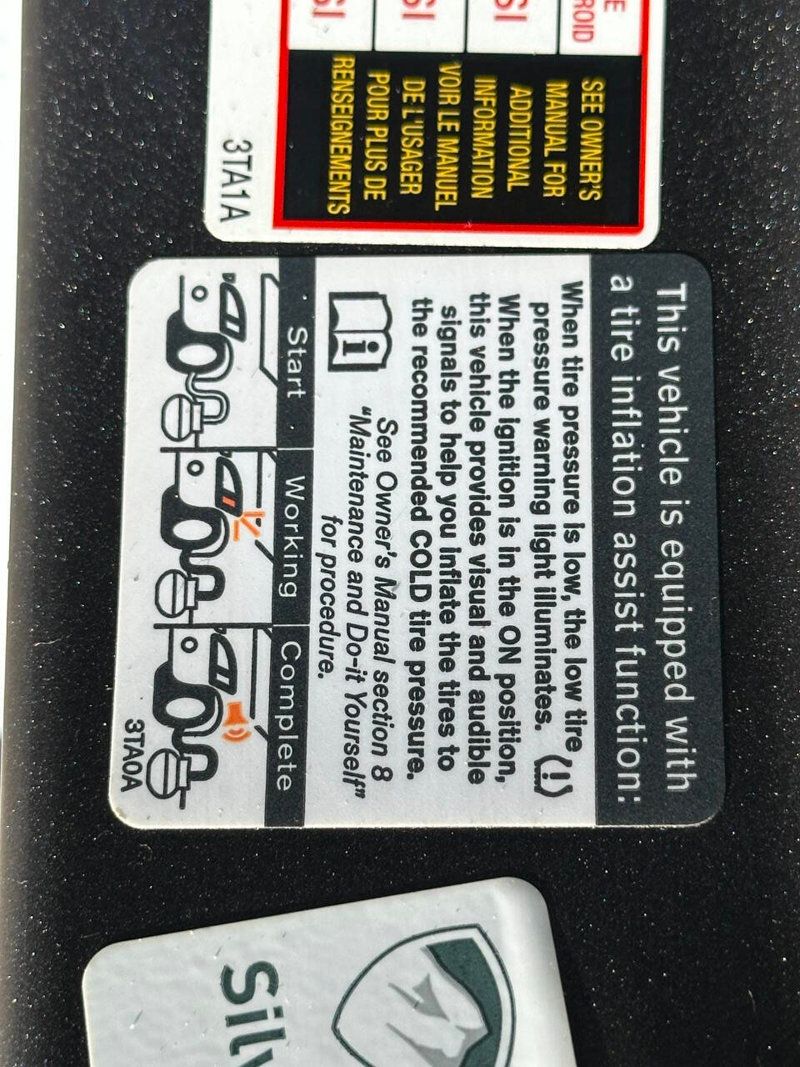 SI
SI
SI
SEE OWNER'S
MANUAL FOR
ADDITIONAL
INFORMATION
VOIR LE MANUEL
DE L'USAGER
POUR PLUS DE
RENSEIGNEMENTS
3TA1A
This vehicle is equipped with
a tire inflation assist function:
When tire pressure is low, the low tire
pressure warning light illuminates.
When the ignition is in the ON position,
this vehicle provides visual and audible
signals to help you inflate the tires to
the recommended COLD tire pressure.
See Owner's Manual section 8
"Maintenance and Do-it Yourself"
for procedure.
Start Working Complete
3TA0A